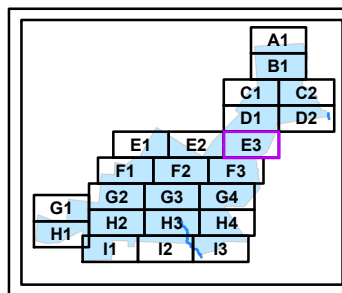 A1
B1
C1 C2
D1 D2
E1 E2 E3
F1 F2 F3
G1 G2 G3 G4
H1 H2 H3 H4
I1 I2 I3